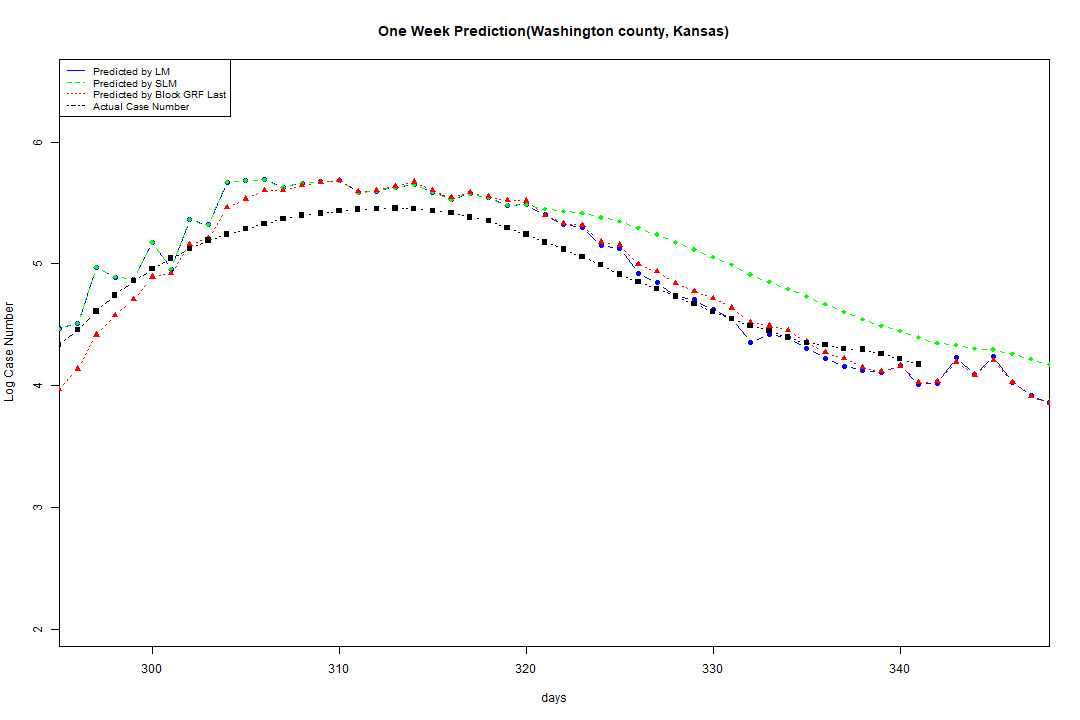 One Week Prediction(Washington county, Kansas)
Predicted by LM
Predicted by SLM
Predicted by Block GRF Last
Actual Case Number
Log Case Number
6
5
4
3
2
300
310
320
330
340
days